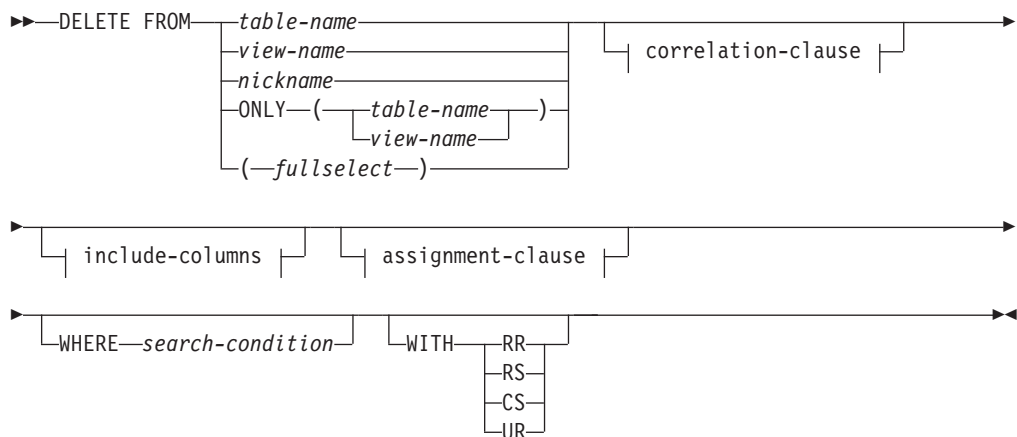 DELETE FROM table-name correlation-clause
view-name
nickname
ONLY ( table-name )
view-name
( fullselect )
include-columns assignment-clause
WHERE search-condition WITH RR
RS
CS
UR